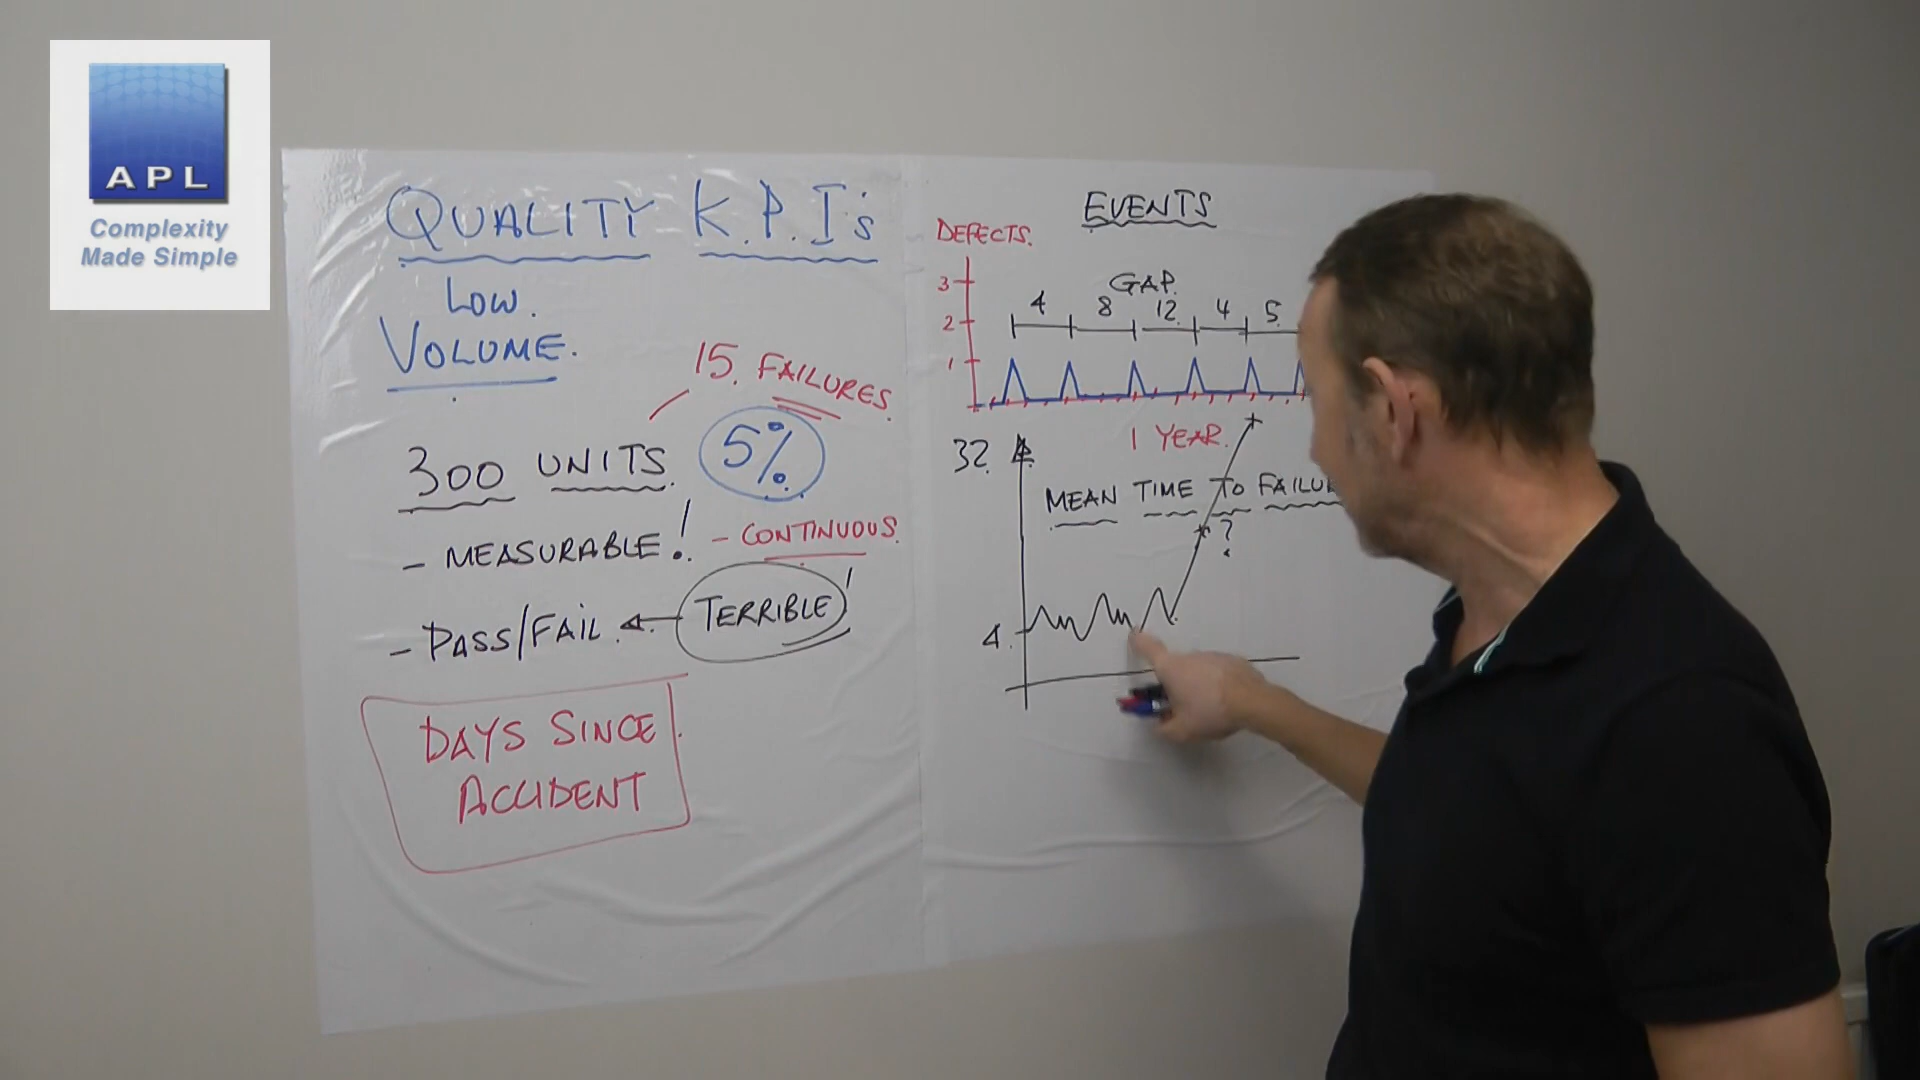 APL
Complexity
Made Simple
QUALITY K.P.I's
LOW.
VOLUME.
15. FAILURES.
300 UNITS.
5%
- MEASURABLE!
- CONTINUOUS.
- PASS/FAIL.
TERRIBLE!
DAYS SINCE
ACCIDENT
EVENTS
DEFECTS.
GAP.
3
4 8 12. 4 5.
2
1
1 YEAR.
32.
MEAN TIME TO
?
4.